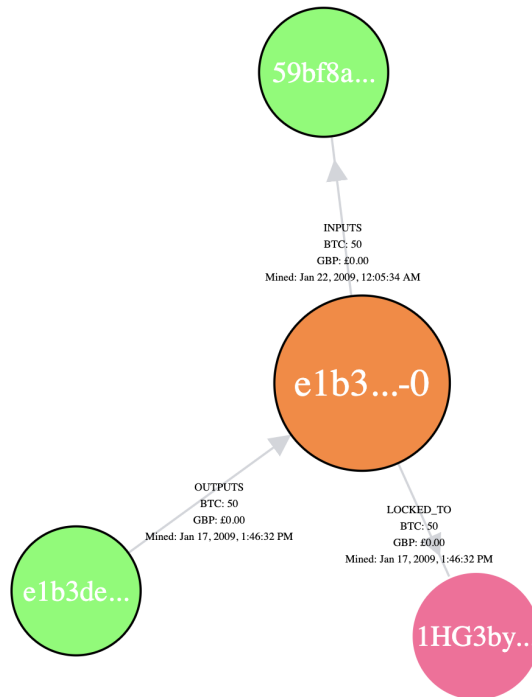 59bf8a...
INPUTS
BTC: 50
GBP: £0.00
Mined: Jan 22, 2009, 12:05:34 AM
e1b3...-0
OUTPUTS
BTC: 50
GBP: £0.00
Mined: Jan 17, 2009, 1:46:32 PM
LOCKED_TO
BTC: 50
GBP: £0.00
Mined: Jan 17, 2009, 1:46:32 PM
e1b3de...
1HG3by...